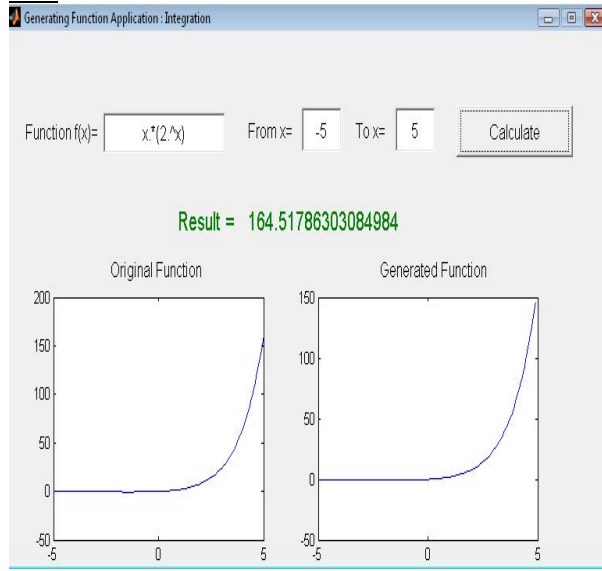 Generating Function Application : Integration
Function f(x)= x.*(2.^x) From x= -5 To x= 5 Calculate
Result = 164.51786303084984
Original Function Generated Function
200
150
100
50
0
-50
-5 0 5
150
100
50
0
-50
-5 0 5